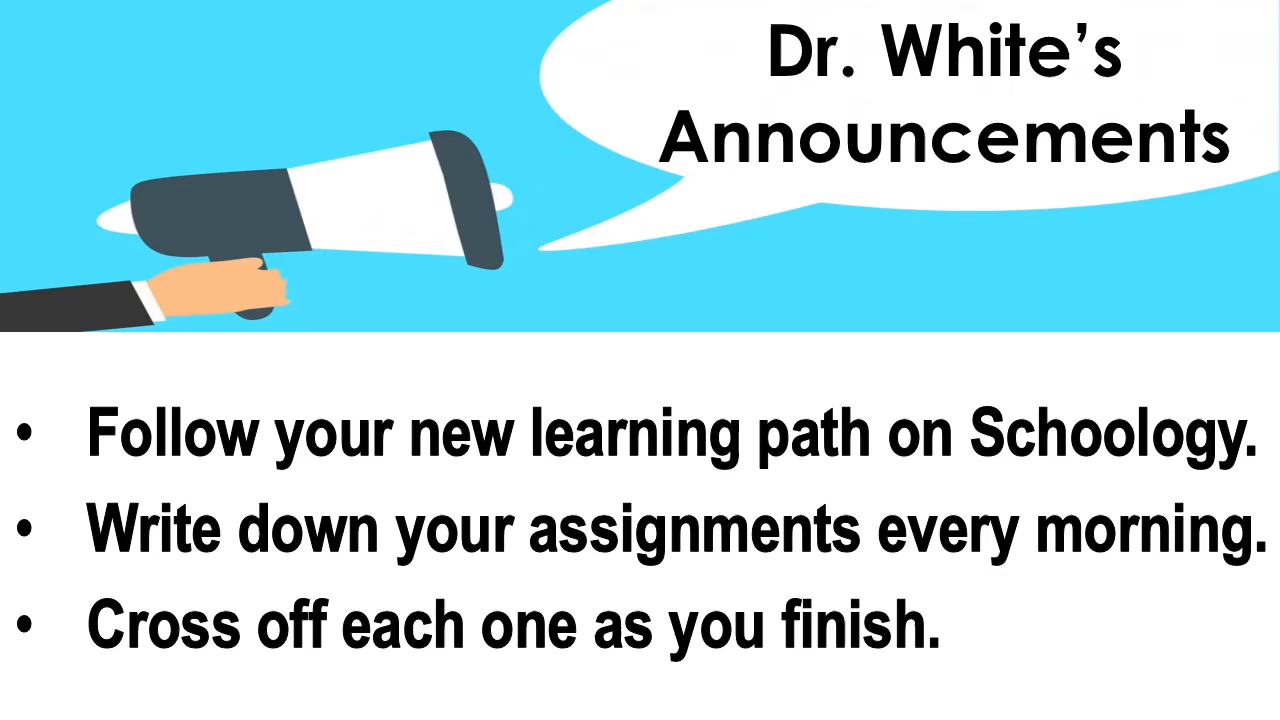 Dr. White’s
Announcements
• Follow your new learning path on Schoology.
• Write down your assignments every morning.
• Cross off each one as you finish.